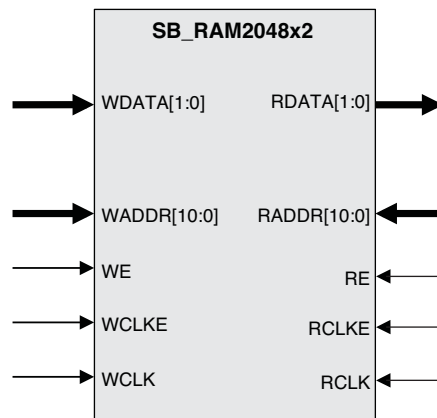 SB_RAM2048x2
WDATA[1:0] RDATA[1:0]
WADDR[10:0] RADDR[10:0]
WE RE
WCLKE RCLKE
WCLK RCLK